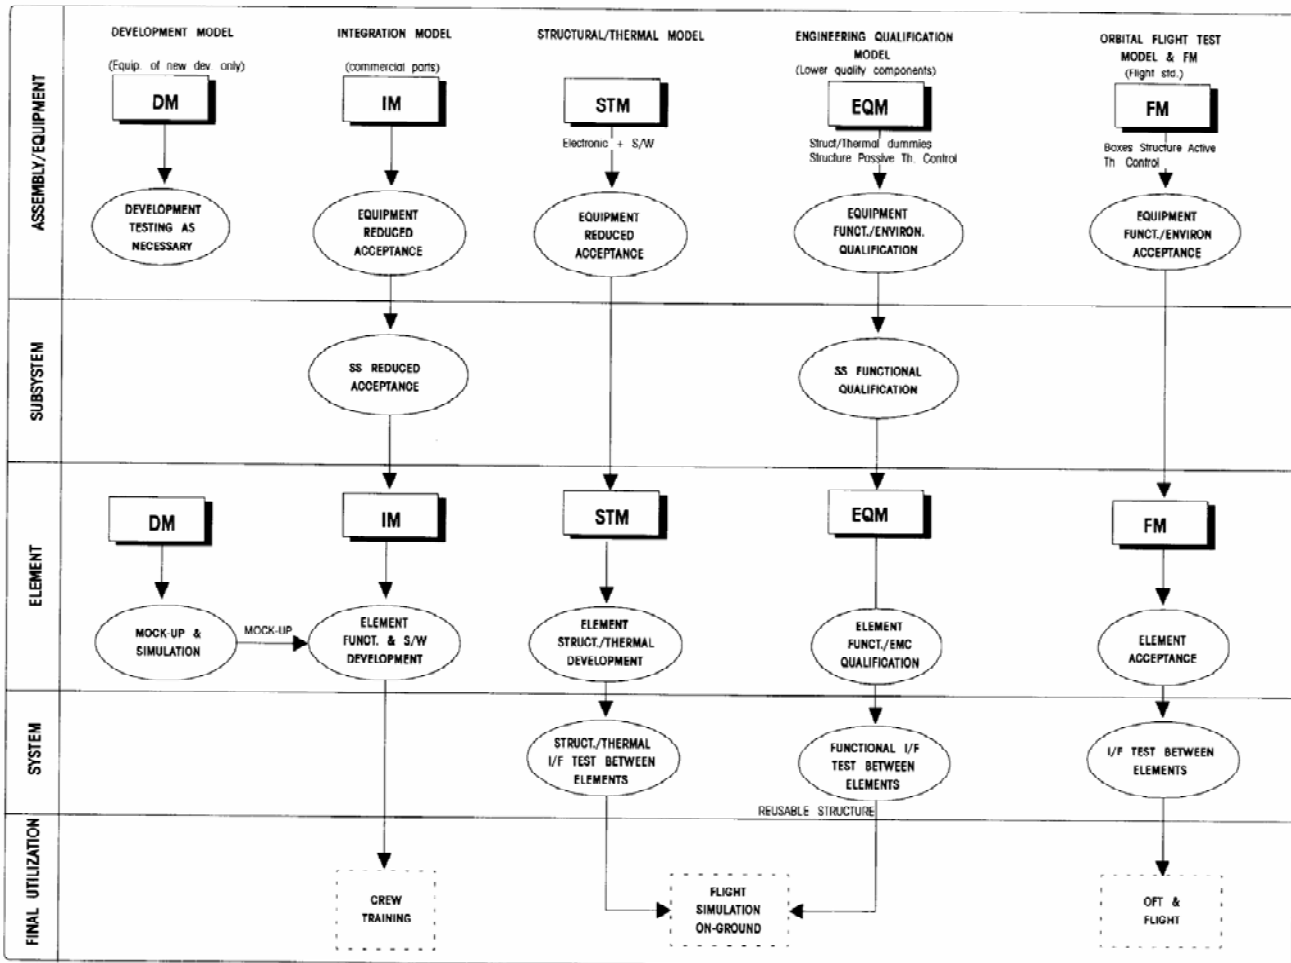 DEVELOPMENT MODEL
(Equip. of new dev. only)
DM
INTEGRATION MODEL
(commercial parts)
IM
STRUCTURAL/THERMAL MODEL
STM
ENGINEERING QUALIFICATION
MODEL
(Lower quality components)
EQM
ORBITAL FLIGHT TEST
MODEL & FM
(Flight std.)
FM
ASSEMBLY/EQUIPMENT
Electronic + S/W
Struct/Thermal dummies
Structure Passive Th. Control
Boxes Structure Active
Th Control
DEVELOPMENT
TESTING AS
NECESSARY
EQUIPMENT
REDUCED
ACCEPTANCE
EQUIPMENT
REDUCED
ACCEPTANCE
EQUIPMENT
FUNCT./ENVIRON.
QUALIFICATION
EQUIPMENT
FUNCT./ENVIRON
ACCEPTANCE
SUBSYSTEM
SS REDUCED
ACCEPTANCE
SS FUNCTIONAL
QUALIFICATION
ELEMENT
DM
IM
STM
EQM
FM
MOCK-UP &
SIMULATION
MOCK-UP
ELEMENT
FUNCT. & S/W
DEVELOPMENT
ELEMENT
STRUCT./THERMAL
DEVELOPMENT
ELEMENT
FUNCT./EMC
QUALIFICATION
ELEMENT
ACCEPTANCE
SYSTEM
STRUCT./THERMAL
I/F TEST BETWEEN
ELEMENTS
FUNCTIONAL I/F
TEST BETWEEN
ELEMENTS
I/F TEST BETWEEN
ELEMENTS
REUSABLE STRUCTURE
FINAL UTILIZATION
CREW
TRAINING
FLIGHT
SIMULATION
ON-GROUND
OFT &
FLIGHT